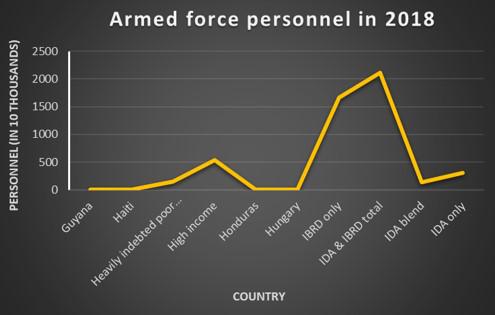 Armed force personnel in 2018
PERSONNEL (IN 10 THOUSANDS)
2500
2000
1500
1000
500
0
Guyana
Haiti
Heavily indebted poor...
High income
Honduras
Hungary
IBRD only
IDA & IBRD total
IDA blend
IDA only
COUNTRY